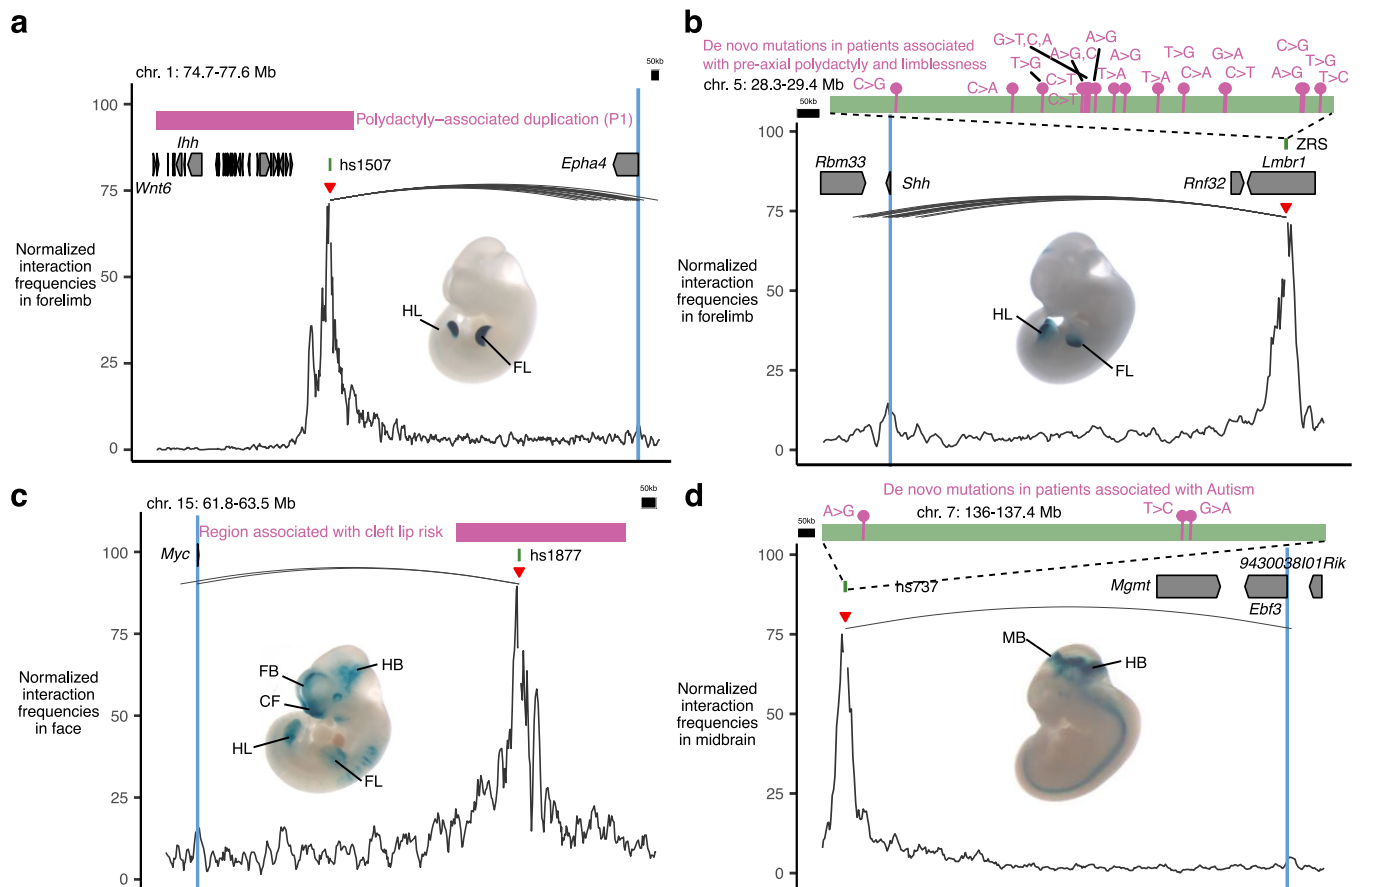 a
chr. 1: 74.7-77.6 Mb
50kb
100
Polydactyly–associated duplication (P1)
Ihh
hs1507
Epha4
Wnt6
75
Normalized
interaction
frequencies
in forelimb
50
HL
FL
25
0
b
De novo mutations in patients associated
with pre-axial polydactyly and limblessness
chr. 5: 28.3-29.4 Mb
C>G
C>A
G>T,C,A
T>G
A>G,C
A>G
C>T
C>T
A>G
T>A
T>G
T>A
C>A
G>A
C>T
C>G
A>G
T>G
T>C
50kb
100
ZRS
Rbm33
Shh
Rnf32
Lmbr1
75
Normalized
interaction
frequencies
in forelimb
50
HL
FL
25
0
c
chr. 15: 61.8-63.5 Mb
50kb
Region associated with cleft lip risk
100
Myc
hs1877
75
Normalized
interaction
frequencies
in face
FB
HB
CF
50
HL
FL
25
0
d
De novo mutations in patients associated with Autism
A>G
chr. 7: 136-137.4 Mb
T>C
G>A
50kb
100
hs737
Mgmt
9430038I01Rik
Ebf3
75
MB
HB
Normalized
interaction
frequencies
in midbrain
50
25
0